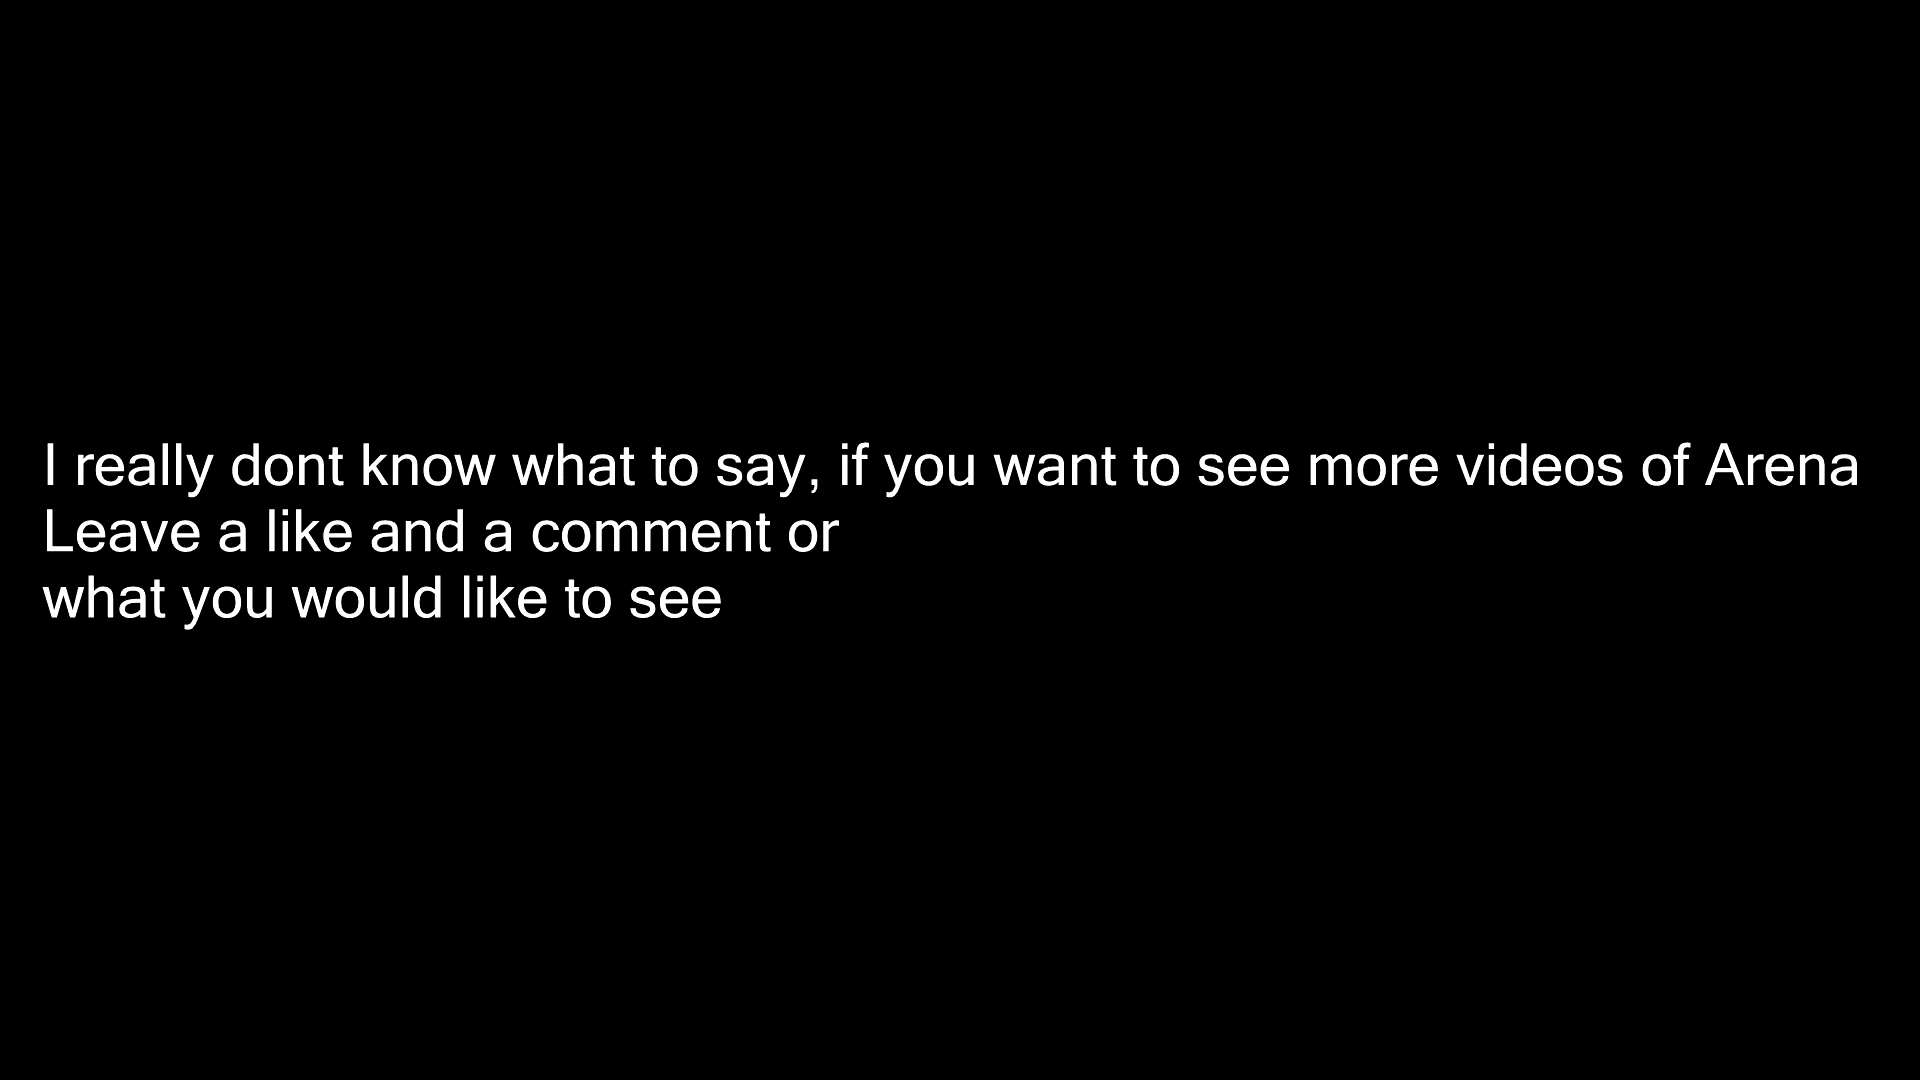 I really dont know what to say, if you want to see more videos of Arena
Leave a like and a comment or
what you would like to see